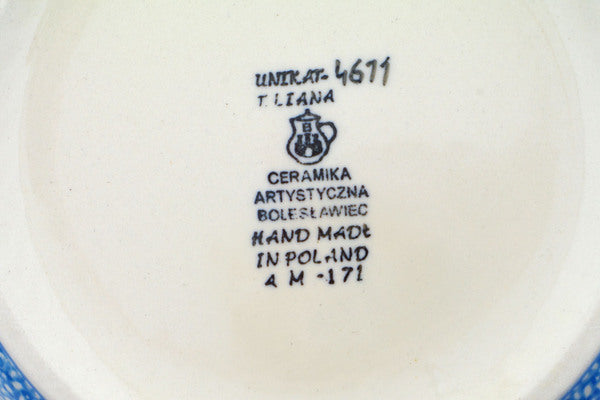 UNIKAT- 4611
T. LIANA
CERAMIKA
ARTYSTYCZNA
BOLESŁAWIEC
HAND MADE
IN POLAND
A M -171